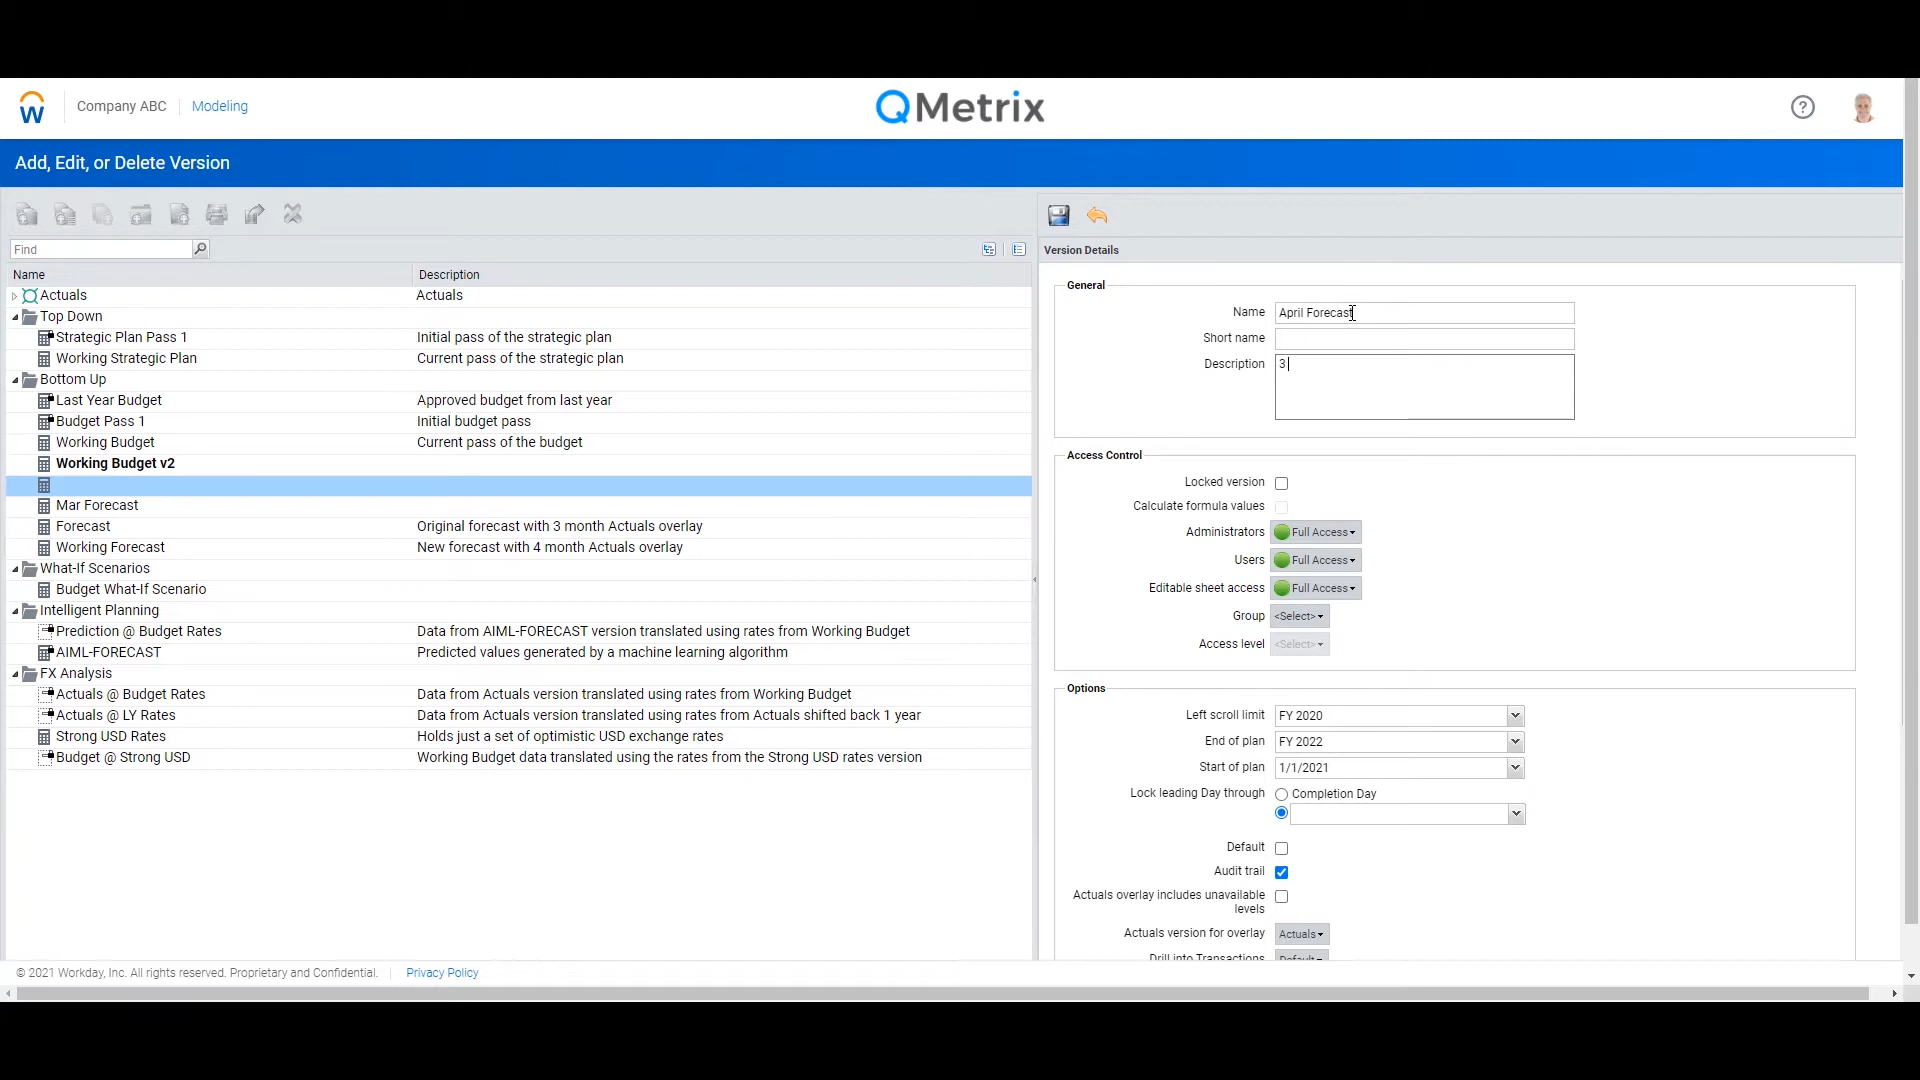 Company ABC Modeling QMetrix ?
Add, Edit, or Delete Version
Find
Name Description
Actuals Actuals
Top Down
Strategic Plan Pass 1 Initial pass of the strategic plan
Working Strategic Plan Current pass of the strategic plan
Bottom Up
Last Year Budget Approved budget from last year
Budget Pass 1 Initial budget pass
Working Budget Current pass of the budget
Working Budget v2
Mar Forecast
Forecast Original forecast with 3 month Actuals overlay
Working Forecast New forecast with 4 month Actuals overlay
What-If Scenarios
Budget What-If Scenario
Intelligent Planning
Prediction @ Budget Rates Data from AIML-FORECAST version translated using rates from Working Budget
AIML-FORECAST Predicted values generated by a machine learning algorithm
FX Analysis
Actuals @ Budget Rates Data from Actuals version translated using rates from Working Budget
Actuals @ LY Rates Data from Actuals version translated using rates from Actuals shifted back 1 year
Strong USD Rates Holds just a set of optimistic USD exchange rates
Budget @ Strong USD Working Budget data translated using the rates from the Strong USD rates version
Version Details
General
Name April Forecast
Short name
Description 3
Access Control
Locked version
Calculate formula values
Administrators Full Access
Users Full Access
Editable sheet access Full Access
Group <Select>
Access level <Select>
Options
Left scroll limit FY 2020
End of plan FY 2022
Start of plan 1/1/2021
Lock leading Day through Completion Day
Default
Audit trail
Actuals overlay includes unavailable
levels
Actuals version for overlay Actuals
Drill into Transactions Default
© 2021 Workday, Inc. All rights reserved. Proprietary and Confidential. Privacy Policy